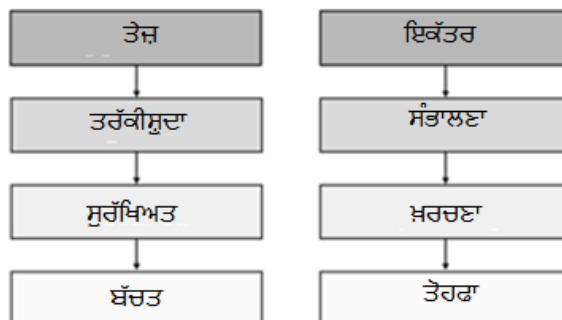 ਤੇਜ਼
ਇਕੱਤਰ
ਤਰੱਕੀਸ਼ੁਦਾ
ਸੰਭਾਲਣਾ
ਸੁਰੱਖਿਅਤ
ਖ਼ਰਚਣਾ
ਬੱਚਤ
ਤੋਹਫਾ